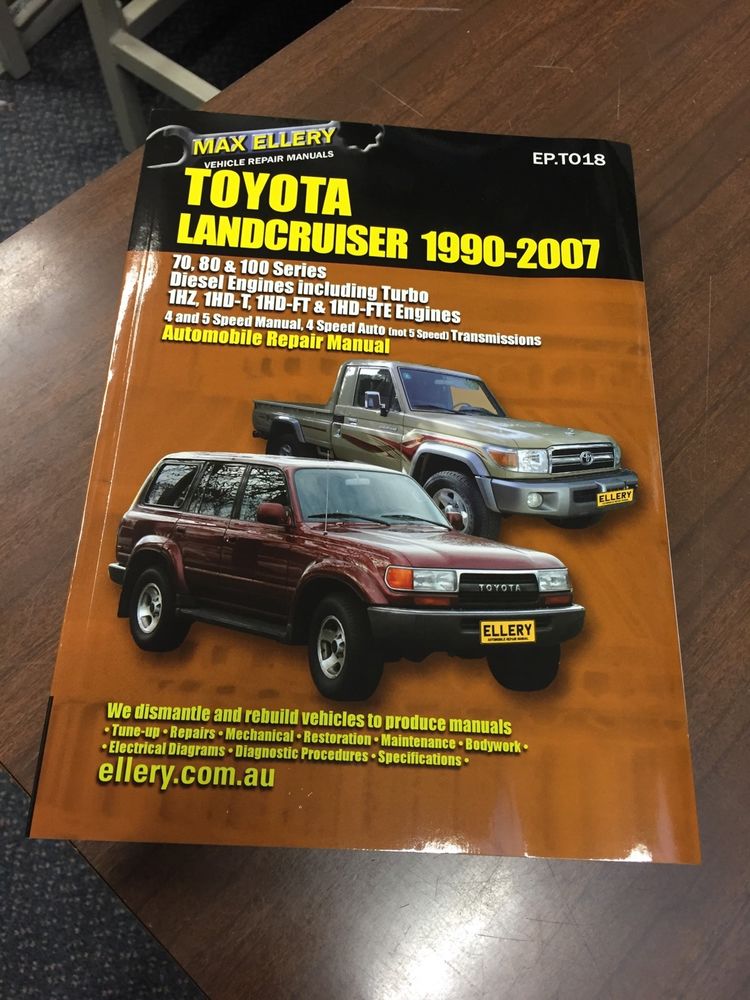 MAX ELLERY
VEHICLE REPAIR MANUALS
EP.TO18
TOYOTA
LANDCRUISER 1990-2007
70, 80 & 100 Series
Diesel Engines including Turbo
1HZ, 1HD-T, 1HD-FT & 1HD-FTE Engines
4 and 5 Speed Manual, 4 Speed Auto (not 5 Speed) Transmissions
Automobile Repair Manual
ELLERY
TOYOTA
ELLERY
AUTOMOBILE REPAIR MANUAL
We dismantle and rebuild vehicles to produce manuals
• Tune-up • Repairs • Mechanical • Restoration • Maintenance • Bodywork •
• Electrical Diagrams • Diagnostic Procedures • Specifications •
ellery.com.au